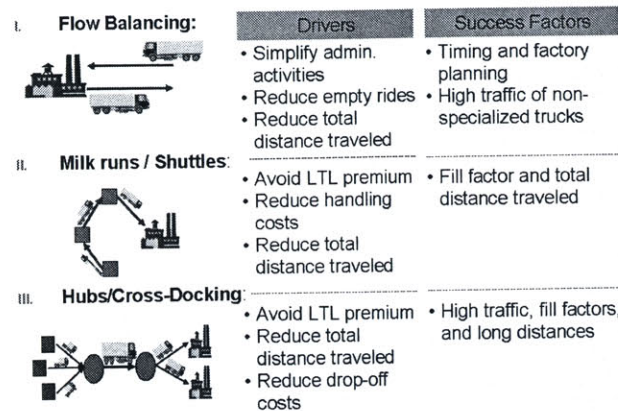 I. Flow Balancing:
Drivers
Success Factors
• Simplify admin.
activities
• Reduce empty rides
• Reduce total
distance traveled
• Timing and factory
planning
• High traffic of non-
specialized trucks
II. Milk runs / Shuttles:
• Avoid LTL premium
• Reduce handling
costs
• Reduce total
distance traveled
• Fill factor and total
distance traveled
III. Hubs/Cross-Docking:
• Avoid LTL premium
• Reduce total
distance traveled
• Reduce drop-off
costs
• High traffic, fill factors,
and long distances